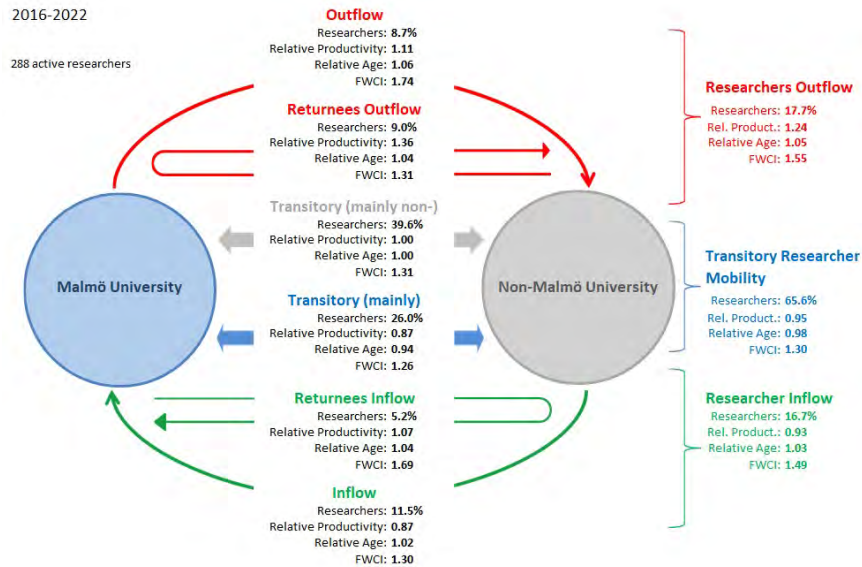 2016-2022
288 active researchers
Outflow
Researchers: 8.7%
Relative Productivity: 1.11
Relative Age: 1.06
FWCI: 1.74
Returnees Outflow
Researchers: 9.0%
Relative Productivity: 1.36
Relative Age: 1.04
FWCI: 1.31
Transitory (mainly non-)
Researchers: 39.6%
Relative Productivity: 1.00
Relative Age: 1.00
FWCI: 1.31
Malmö University
Non-Malmö University
Transitory (mainly)
Researchers: 26.0%
Relative Productivity: 0.87
Relative Age: 0.94
FWCI: 1.26
Returnees Inflow
Researchers: 5.2%
Relative Productivity: 1.07
Relative Age: 1.04
FWCI: 1.69
Inflow
Researchers: 11.5%
Relative Productivity: 0.87
Relative Age: 1.02
FWCI: 1.30
Researchers Outflow
Researchers: 17.7%
Rel. Product.: 1.24
Relative Age: 1.05
FWCI: 1.55
Transitory Researcher
Mobility
Researchers: 65.6%
Rel. Product.: 0.95
Relative Age: 0.98
FWCI: 1.30
Researcher Inflow
Researchers: 16.7%
Rel. Product.: 0.93
Relative Age: 1.03
FWCI: 1.49